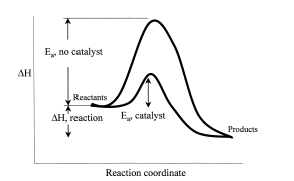 Eₐ, no catalyst
ΔH
Reactants
ΔH, reaction
Eₐ, catalyst
Products
Reaction coordinate